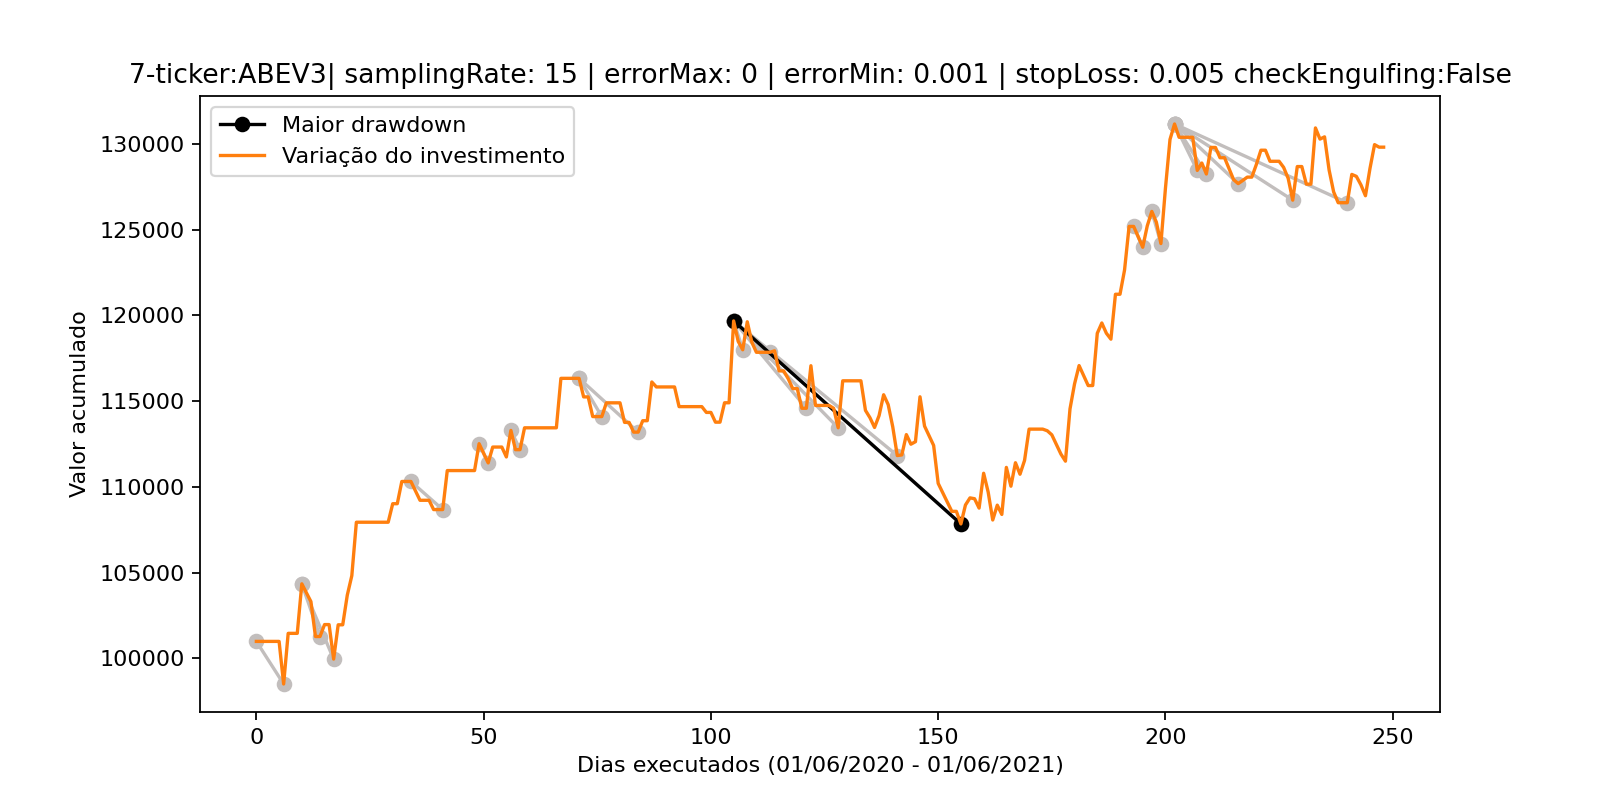 7-ticker:ABEV3| samplingRate: 15 | errorMax: 0 | errorMin: 0.001 | stopLoss: 0.005 checkEngulfing:False
Maior drawdown
Variação do investimento
130000
125000
120000
115000
110000
105000
100000
Valor acumulado
0 50 100 150 200 250
Dias executados (01/06/2020 - 01/06/2021)